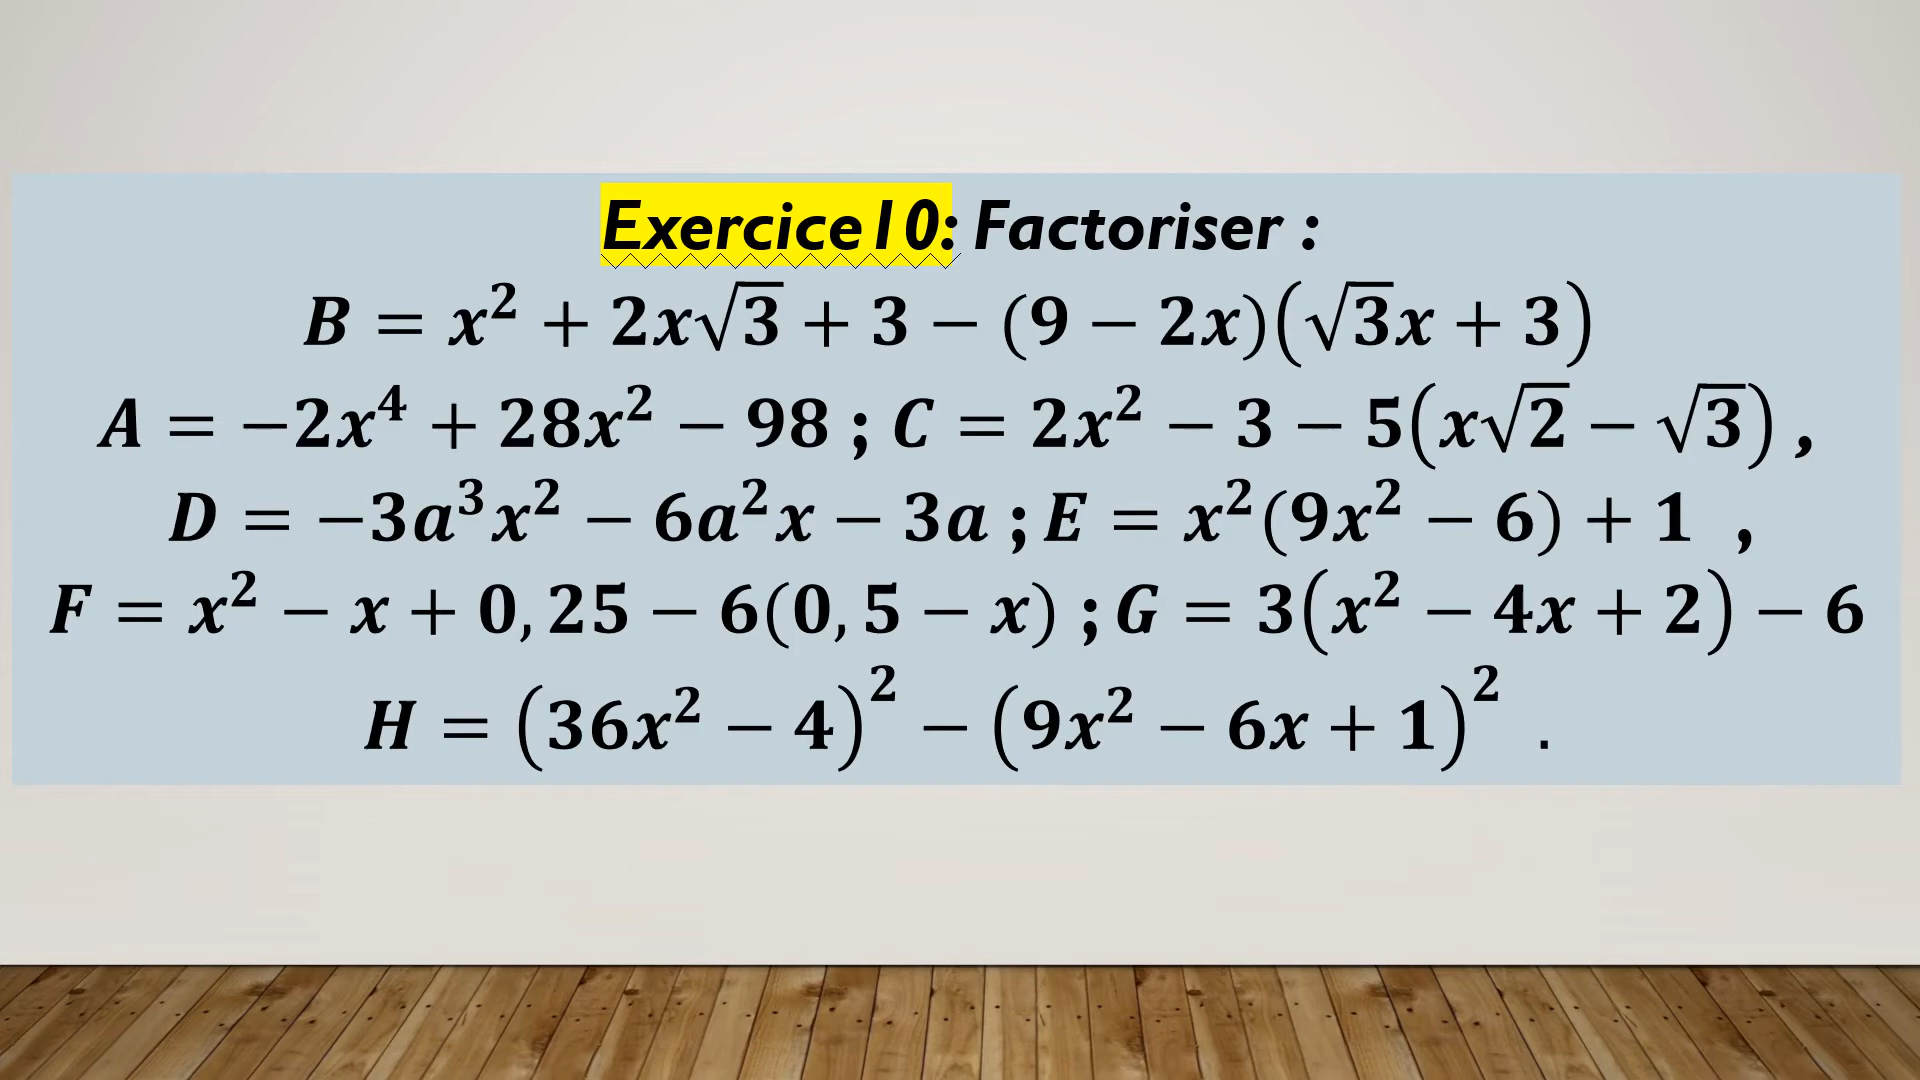 Exercice10: Factoriser :
B = x² + 2x√3 + 3 − (9 − 2x)(√3x + 3)
A = −2x⁴ + 28x² − 98 ; C = 2x² − 3 − 5(x√2 − √3) ,
D = −3a³x² − 6a²x − 3a ; E = x²(9x² − 6) + 1 ,
F = x² − x + 0,25 − 6(0,5 − x) ; G = 3(x² − 4x + 2) − 6
H = (36x² − 4)² − (9x² − 6x + 1)² .